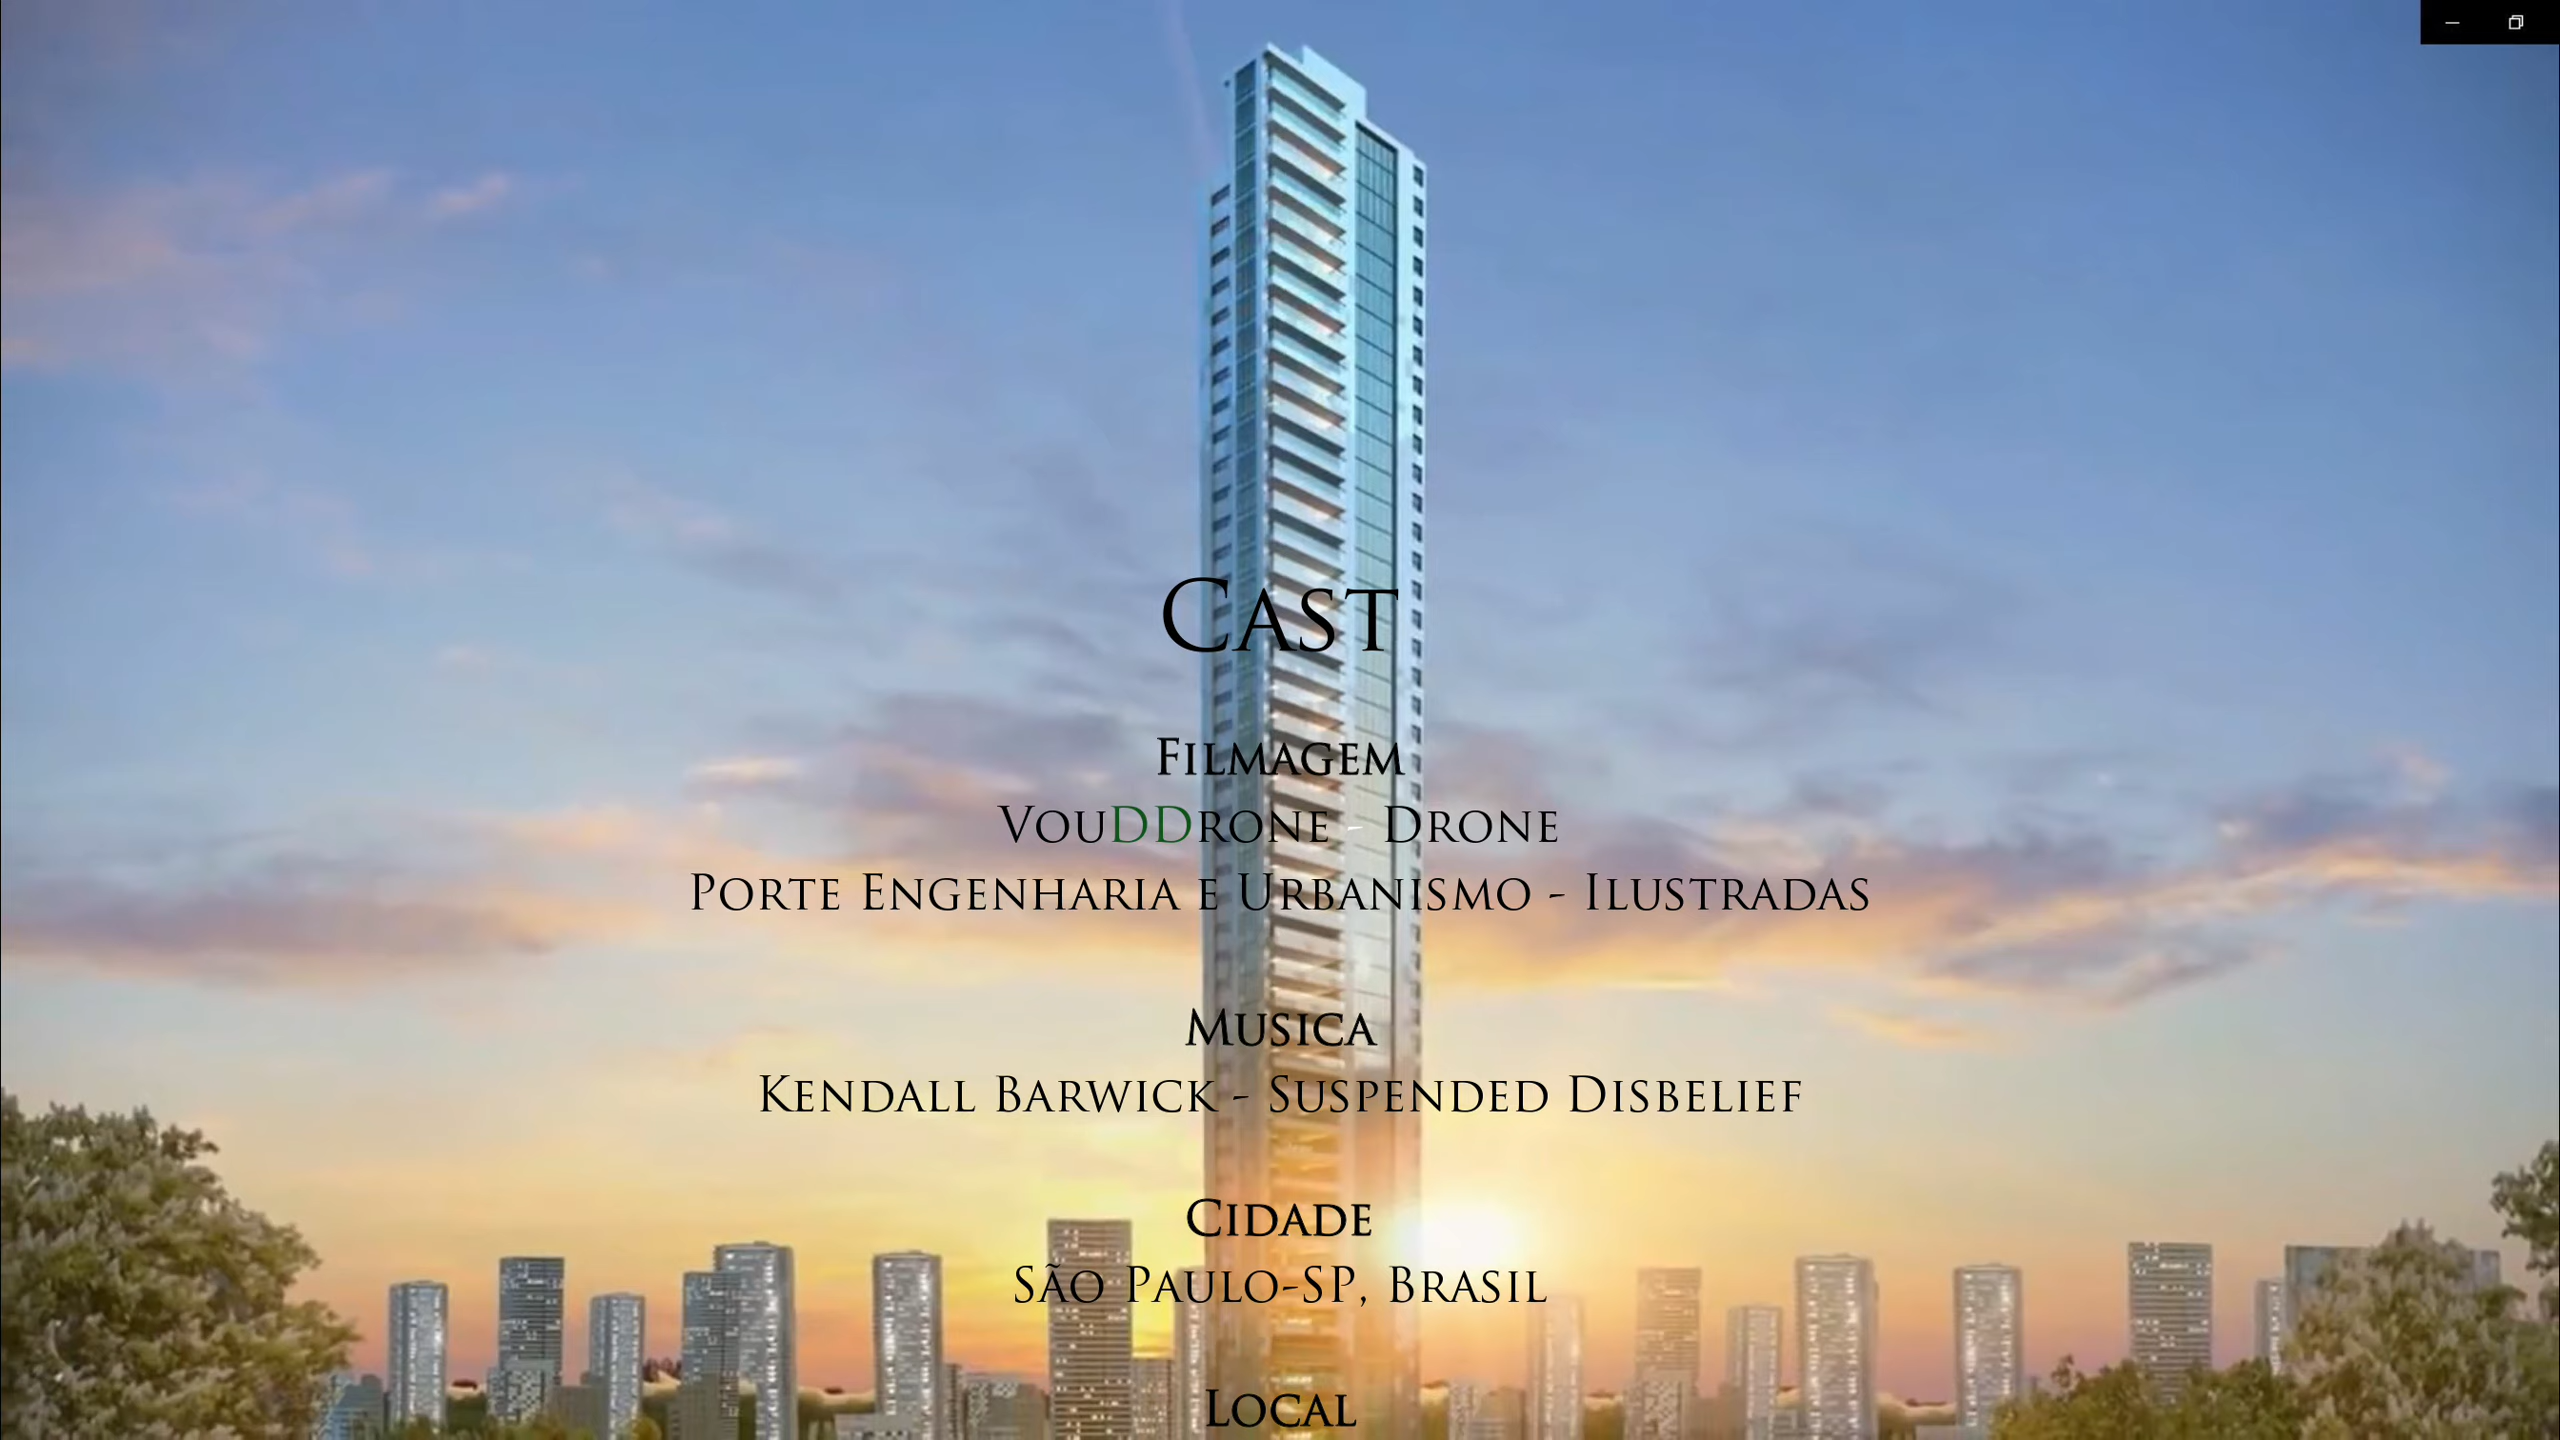 Cast
Filmagem
VouDDrone - Drone
Porte Engenharia e Urbanismo - Ilustradas
Musica
Kendall Barwick - Suspended Disbelief
Cidade
São Paulo-SP, Brasil
Local